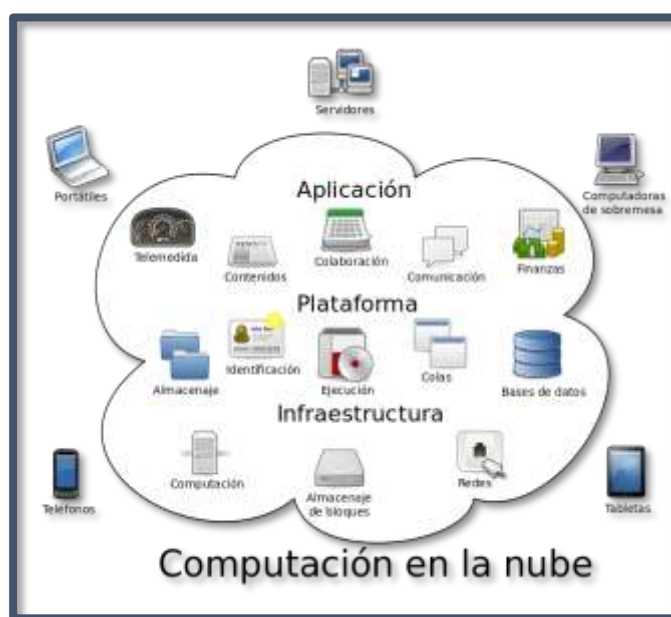 Servidores
Portátiles
Computadoras
de sobremesa
Aplicación
Telemedida
Contenidos
Colaboración
Comunicación
Finanzas
Plataforma
Almacenaje
Identificación
Ejecución
Colas
Bases de datos
Infraestructura
Computación
Almacenaje
de bloques
Redes
Teléfonos
Tabletas
Computación en la nube